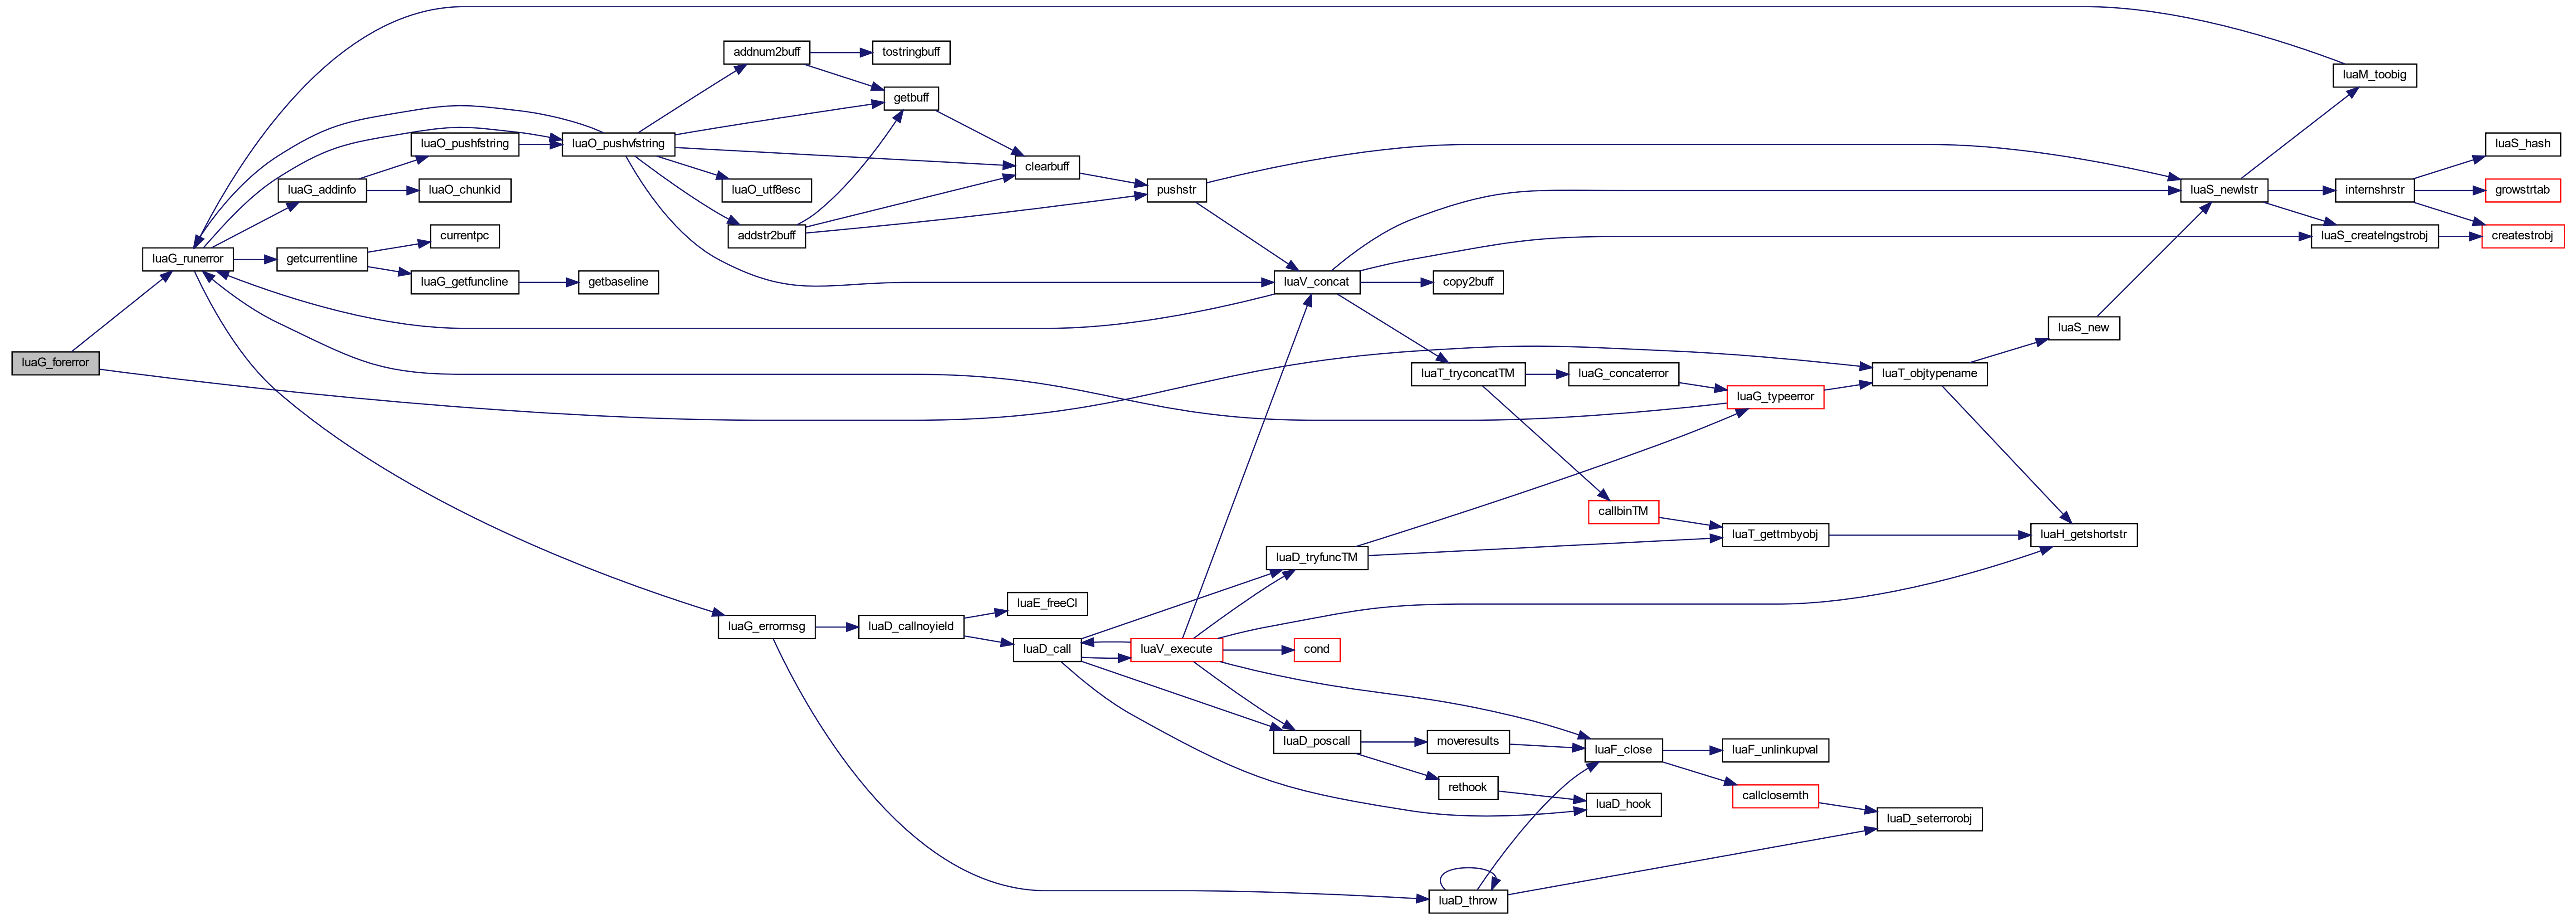 luaM_toobig
addnum2buff
tostringbuff
getbuff
luaO_pushfstring
luaO_pushvfstring
luaS_hash
clearbuff
luaG_addinfo
luaO_chunkid
luaO_utf8esc
pushstr
luaS_newlstr
internshrstr
growstrtab
currentpc
addstr2buff
luaS_createlngstrobj
createstrobj
luaG_runerror
getcurrentline
luaG_getfuncline
getbaseline
luaV_concat
copy2buff
luaS_new
luaG_forerror
luaT_tryconcatTM
luaG_concaterror
luaT_objtypename
luaG_typeerror
callbinTM
luaT_gettmbyobj
luaH_getshortstr
luaD_tryfuncTM
luaE_freeCI
luaG_errormsg
luaD_callnoyield
luaD_call
luaV_execute
cond
luaD_poscall
moveresults
luaF_close
luaF_unlinkupval
rethook
callclosemth
luaD_hook
luaD_seterrorobj
luaD_throw